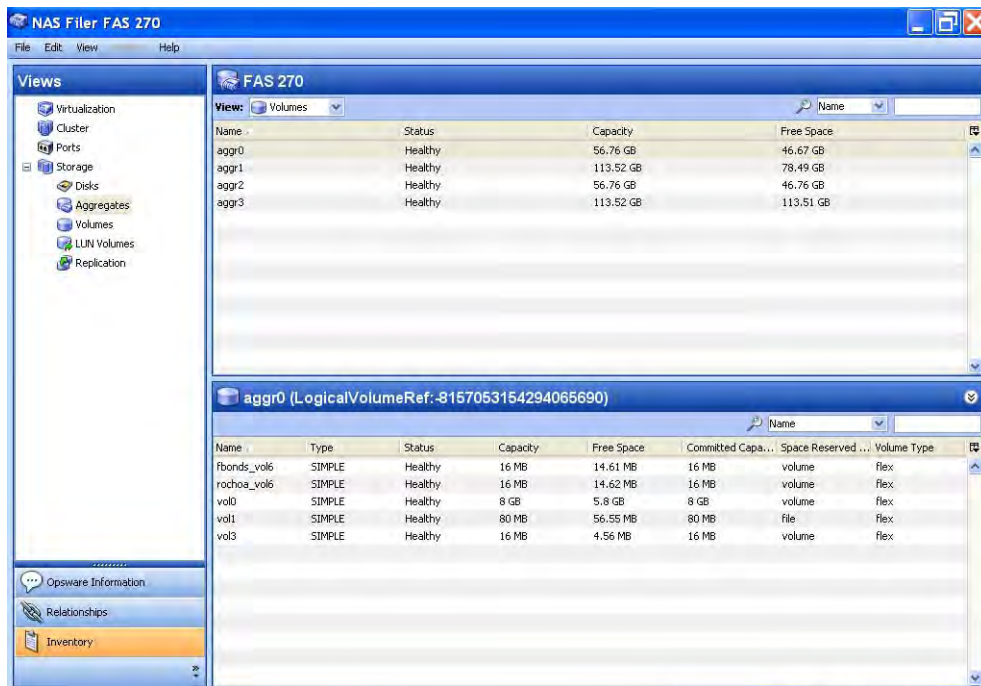 NAS Filer FAS 270
File Edit View Help
Views
Virtualization
Cluster
Ports
Storage
Disks
Aggregates
Volumes
LUN Volumes
Replication
Opsware Information
Relationships
Inventory
FAS 270
View: Volumes Name
Name Status Capacity Free Space
aggr0 Healthy 56.76 GB 46.67 GB
aggr1 Healthy 113.52 GB 78.49 GB
aggr2 Healthy 56.76 GB 46.76 GB
aggr3 Healthy 113.52 GB 113.51 GB
aggr0 (LogicalVolumeRef:-8157053154294065690)
Name
Name Type Status Capacity Free Space Committed Capa... Space Reserved ... Volume Type
fbonds_vol6 SIMPLE Healthy 16 MB 14.61 MB 16 MB volume flex
rochoa_vol6 SIMPLE Healthy 16 MB 14.62 MB 16 MB volume flex
vol0 SIMPLE Healthy 8 GB 5.8 GB 8 GB volume flex
vol1 SIMPLE Healthy 80 MB 56.55 MB 80 MB file flex
vol3 SIMPLE Healthy 16 MB 4.56 MB 16 MB volume flex